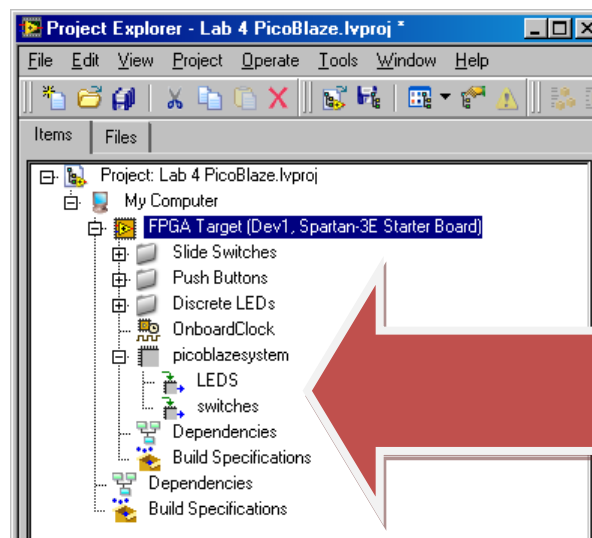 Project Explorer - Lab 4 PicoBlaze.lvproj *
File Edit View Project Operate Tools Window Help
Items Files
Project: Lab 4 PicoBlaze.lvproj
My Computer
FPGA Target (Dev1, Spartan-3E Starter Board)
Slide Switches
Push Buttons
Discrete LEDs
OnboardClock
picoblazesystem
LEDS
switches
Dependencies
Build Specifications
Dependencies
Build Specifications